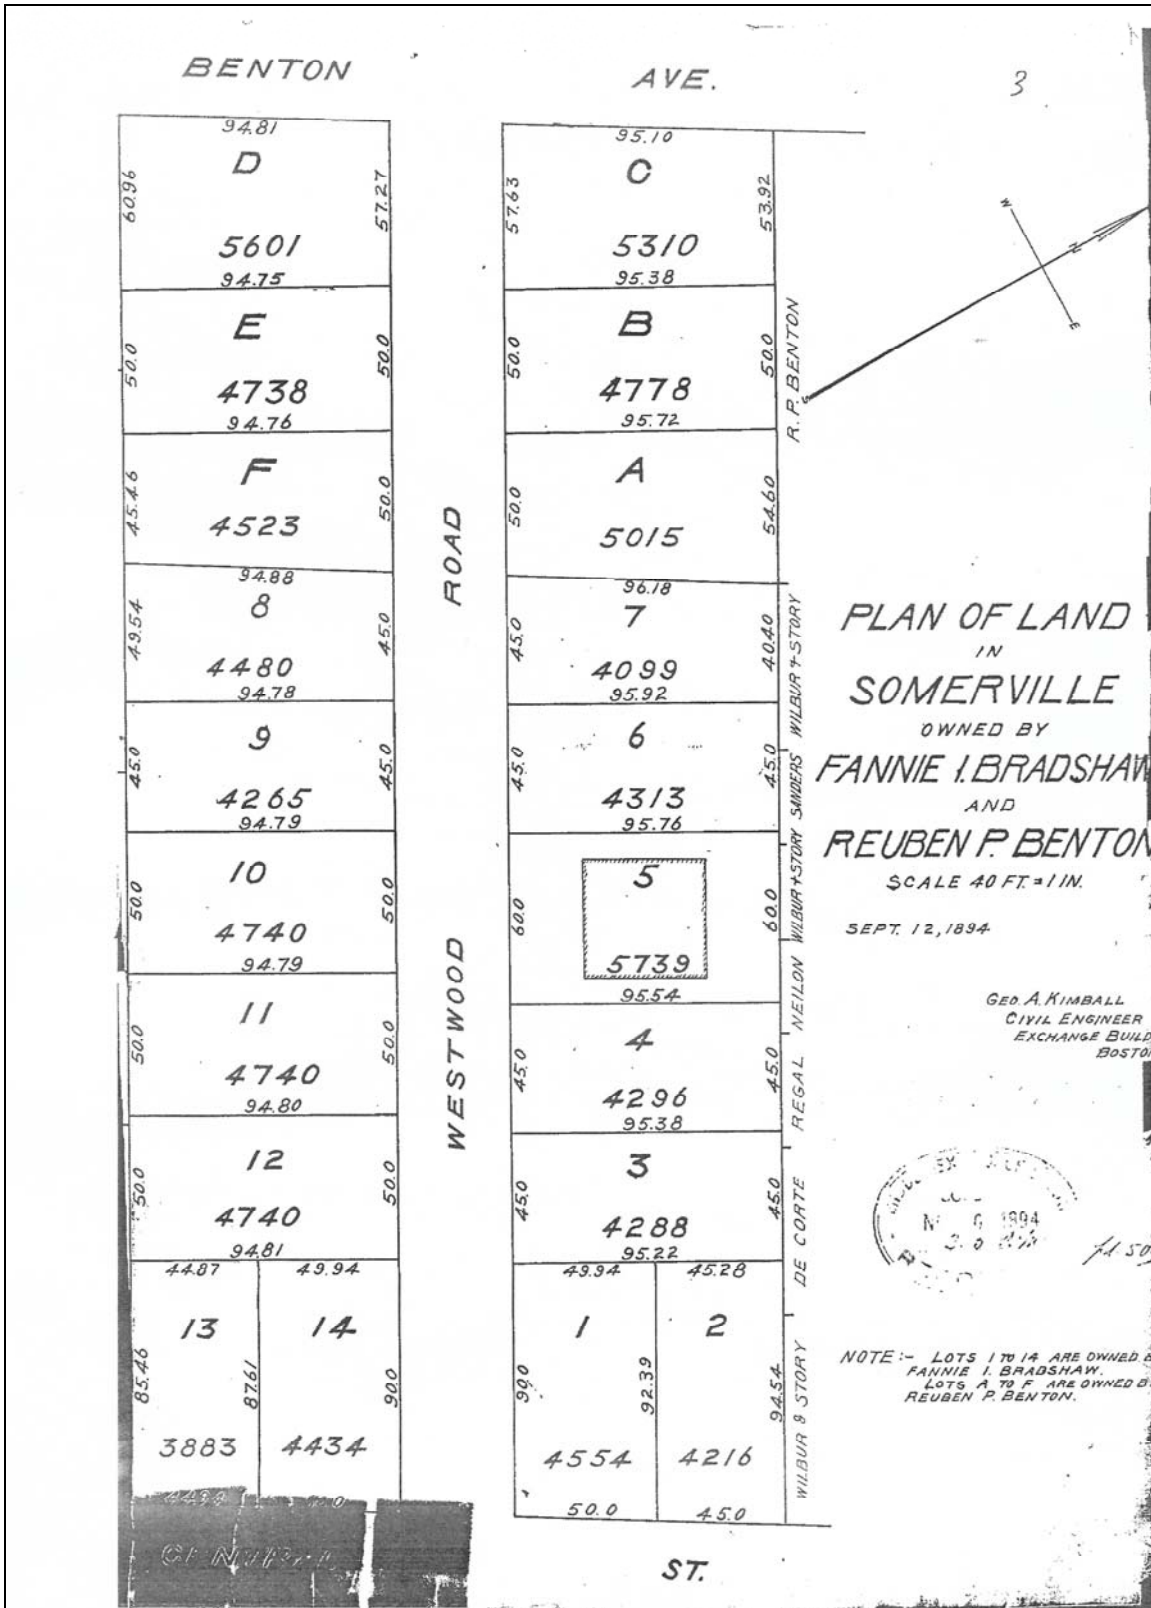 BENTON AVE.
3
94.81
D
60.96
57.27
5601
94.75
E
50.0
50.0
4738
94.76
F
45.46
50.0
4523
94.88
8
49.54
45.0
4480
94.78
9
45.0
45.0
4265
94.79
10
50.0
50.0
4740
94.79
11
50.0
50.0
4740
94.80
12
50.0
50.0
4740
94.81
44.87
49.94
13
14
85.46
87.61
90.0
3883
4434
WESTWOOD ROAD
95.10
C
57.63
53.92
5310
95.38
B
50.0
50.0
4778
95.72
A
50.0
54.60
5015
96.18
7
45.0
40.40
4099
95.92
6
45.0
45.0
4313
95.76
5
60.0
60.0
5739
95.54
4
45.0
45.0
4296
95.38
3
45.0
45.0
4288
95.22
49.94
45.28
1
2
90.0
92.39
94.54
4554
4216
50.0
45.0
ST.
R. P. BENTON
WILBUR & STORY
SANDERS
WILBUR & STORY
NEILON
REGAL
DE CORTE
WILBUR & STORY
W
N
E
S
PLAN OF LAND
IN
SOMERVILLE
OWNED BY
FANNIE I. BRADSHAW
AND
REUBEN P. BENTON
SCALE 40 FT. = 1 IN.
SEPT. 12, 1894
GEO. A. KIMBALL
CIVIL ENGINEER
EXCHANGE BUILD
BOSTON
1894
NOTE :- LOTS 1 TO 14 ARE OWNED B
FANNIE I. BRADSHAW.
LOTS A TO F ARE OWNED B
REUBEN P. BENTON.